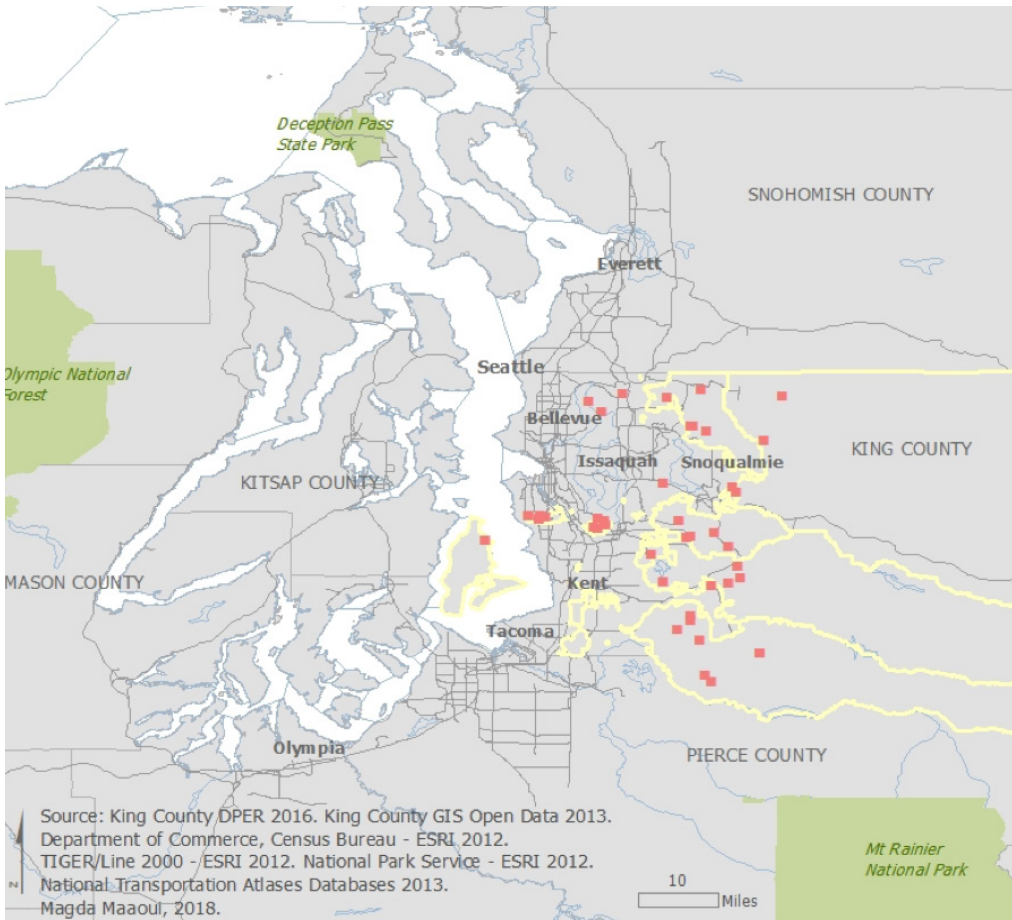 Deception Pass
State Park
SNOHOMISH COUNTY
Everett
Olympic National
Forest
Seattle
Bellevue
KING COUNTY
Issaquah
Snoqualmie
KITSAP COUNTY
MASON COUNTY
Kent
Tacoma
Olympia
PIERCE COUNTY
Source: King County DPER 2016. King County GIS Open Data 2013.
Department of Commerce, Census Bureau - ESRI 2012.
TIGER/Line 2000 - ESRI 2012. National Park Service - ESRI 2012.
National Transportation Atlases Databases 2013.
Magda Maaoui, 2018.
N
10
Miles
Mt Rainier
National Park